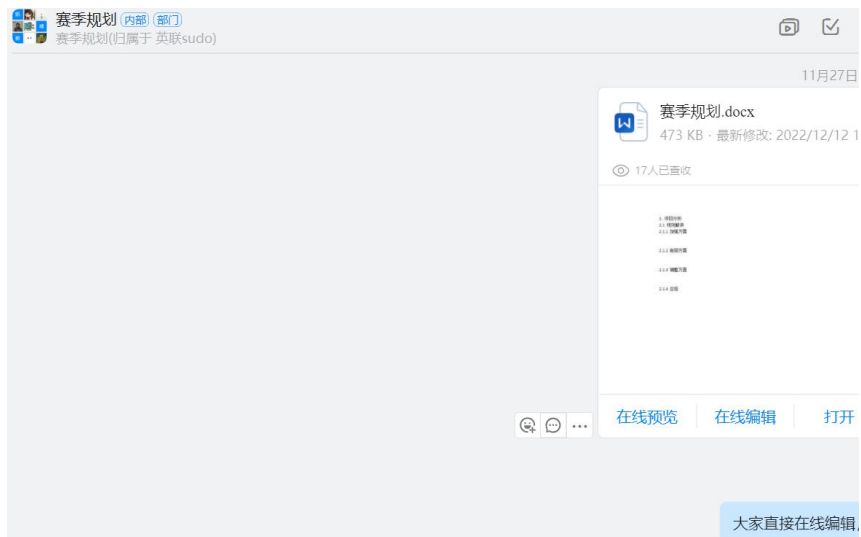 赛季规划 内部 部门
赛季规划(归属于 英联sudo)
11月27日
赛季规划.docx
473 KB · 最新修改: 2022/12/12 1
17人已查收
在线预览 在线编辑 打开
大家直接在线编辑,